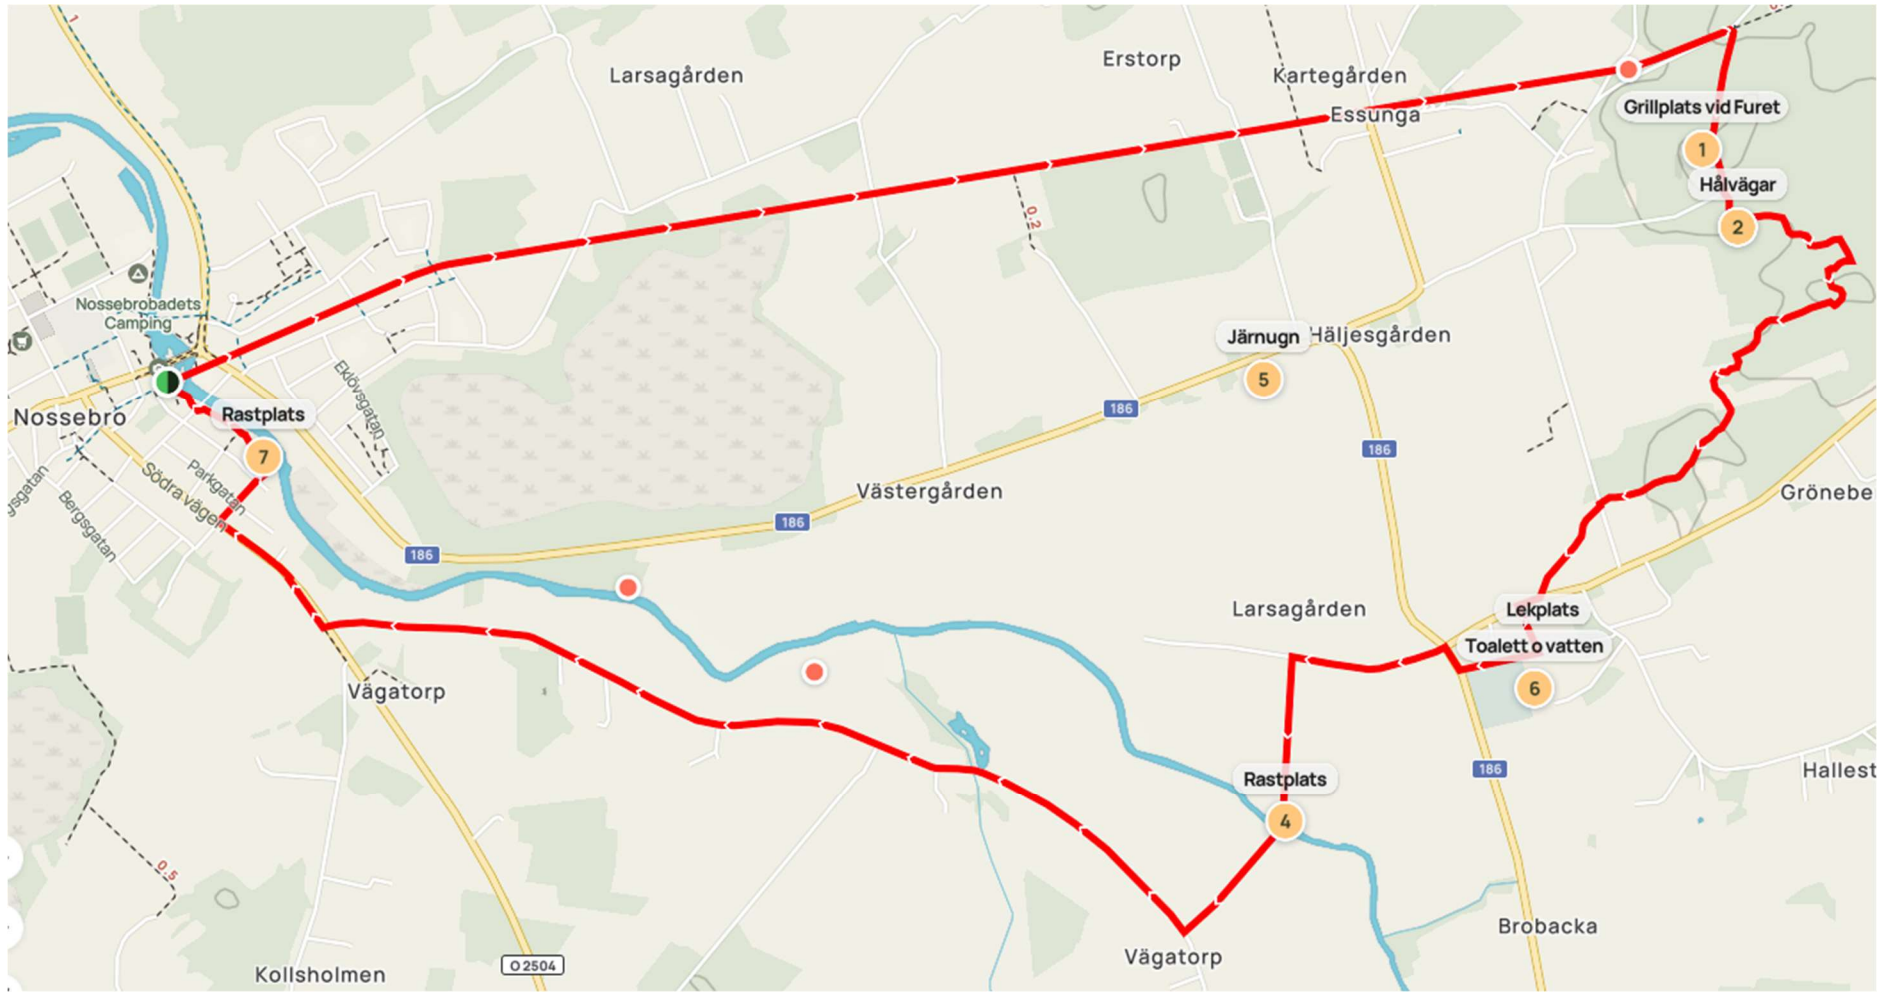 1
Larsagården
Erstorp
Kartegården
Essunga
Grillplats vid Furet
1
Hålvägar
2
0.2
Nossebrobadets
Camping
Järnugn
Häljesgården
5
Eklövsgatan
186
Nossebro
Rastplats
7
186
Södra vägen
Parkgatan
Bergsgatan
gsgatan
Västergården
Grönebe
186
186
Larsagården
Lekplats
Toalett o vatten
6
Vägatorp
186
Hallest
Rastplats
4
0.5
Brobacka
Vägatorp
O 2504
Kollsholmen